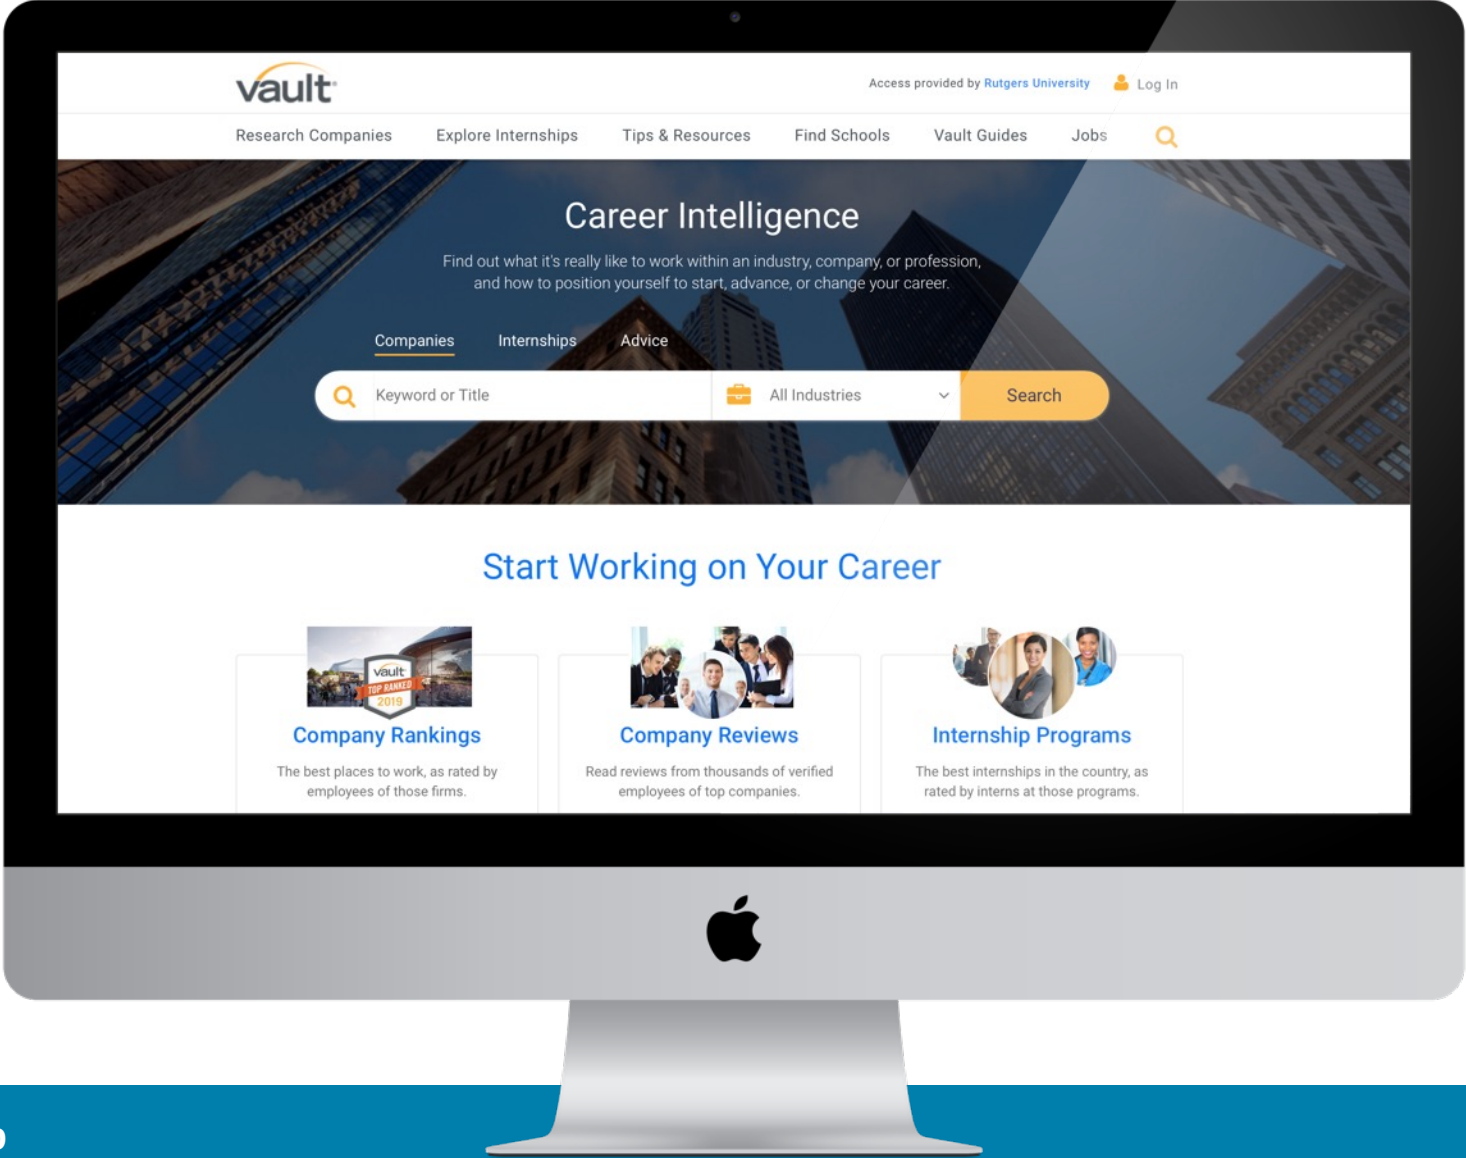 vault
Access provided by Rutgers University
Log In
Research Companies
Explore Internships
Tips & Resources
Find Schools
Vault Guides
Jobs
Career Intelligence
Find out what it's really like to work within an industry, company, or profession,
and how to position yourself to start, advance, or change your career.
Companies
Internships
Advice
Keyword or Title
All Industries
Search
Start Working on Your Career
vault
TOP RANKED
2019
Company Rankings
The best places to work, as rated by
employees of those firms.
Company Reviews
Read reviews from thousands of verified
employees of top companies.
Internship Programs
The best internships in the country, as
rated by interns at those programs.